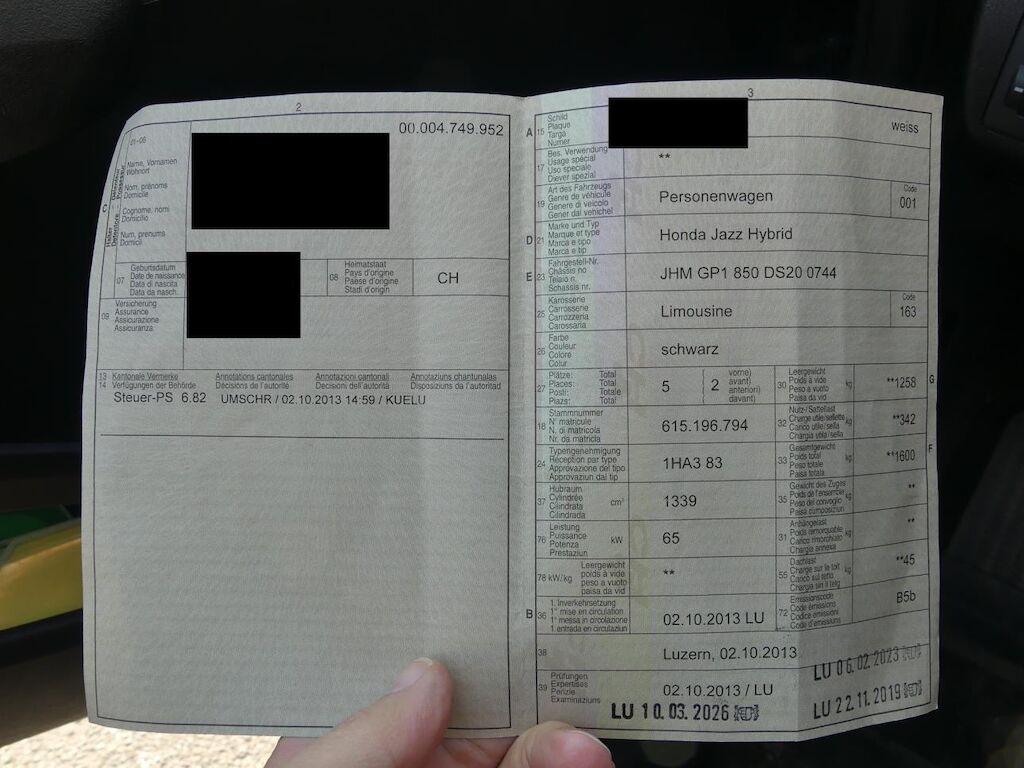 2
00.004.749.952
01-06
Name, Vornamen
Wohnort
Nom, prénoms
Domicile
Cognome, nomi
Domicilio
Num, prenums
Domicil
C
Halter
Détenteur
07
Geburtsdatum
Date de naissance
Data di nascita
Data da nasch.
08
Heimatstaat
Pays d'origine
Paese d'origine
Stadi d'origin
CH
09
Versicherung
Assurance
Assicurazione
Assicuranza
13 Kantonale Vermerke Annotations cantonales Annotazioni cantonali Annotaziuns chantunalas
14 Verfügungen der Behörde Décisions de l'autorité Decisioni dell'autorità Disposiziuns da l'autoritad
Steuer-PS 6.82 UMSCHR / 02.10.2013 14:59 / KUELU
3
A 15
Schild
Plaque
Targa
Numer
weiss
17
Bes. Verwendung
Usage spécial
Uso speciale
Diever spezial
**
19
Art des Fahrzeugs
Genre de véhicule
Genere di veicolo
Gener dal vehichel
Personenwagen
Code
001
D 21
Marke und Typ
Marque et type
Marca e tipo
Marca e tip
Honda Jazz Hybrid
E 23
Fahrgestell-Nr.
Châssis no
Telaio n.
Schassis nr.
JHM GP1 850 DS20 0744
25
Karosserie
Carrosserie
Carrozzeria
Carossaria
Limousine
Code
163
26
Farbe
Couleur
Colore
Colur
schwarz
27
Plätze: Total
Places: Total
Posti: Totale
Plazs: Total
5
2
vorne)
avant)
anteriori)
davant)
30
Leergewicht
Poids à vide
Peso a vuoto
Paisa da vid
kg
**1258
G
18
Stammnummer
N° matricule
N. di matricola
Nr. da matricla
615.196.794
32
Nutz-/Sattellast
Charge utile/sellette
Carico utile/sella
Chargia utila/sella
kg
**342
24
Typengenehmigung
Réception par type
Approvazione del tipo
Approvaziun dal tip
1HA3 83
33
Gesamtgewicht
Poids total
Peso totale
Paisa totala
kg
**1600
F
37
Hubraum
Cylindrée
Cilindrata
Cilindrada
cm³
1339
35
Gewicht des Zuges
Poids de l'ensemble
Peso del convoglio
Paisa cumposiziun
kg
**
76
Leistung
Puissance
Potenza
Prestaziun
kW
65
31
Anhängelast
Poids remorquable
Carico rimorchiato
Chargia annexa
kg
**
78 kW/kg
Leergewicht
poids à vide
peso a vuoto
paisa da vid
**
55
Dachlast
Charge sur le toit
Carico sul tetto
Chargia sin il tetg
kg
**45
B 36
1. Inverkehrsetzung
1re mise en circulation
1a messa in circolazione
1. entrada en circulaziun
02.10.2013 LU
72
Emissionscode
Code émissions
Codice emissioni
Code d'emissiuns
B5b
38
Luzern, 02.10.2013
39
Prüfungen
Expertises
Perizie
Examinaziuns
02.10.2013 / LU
LU 06.02.2023
LU 10.03.2026
LU 22.11.2019